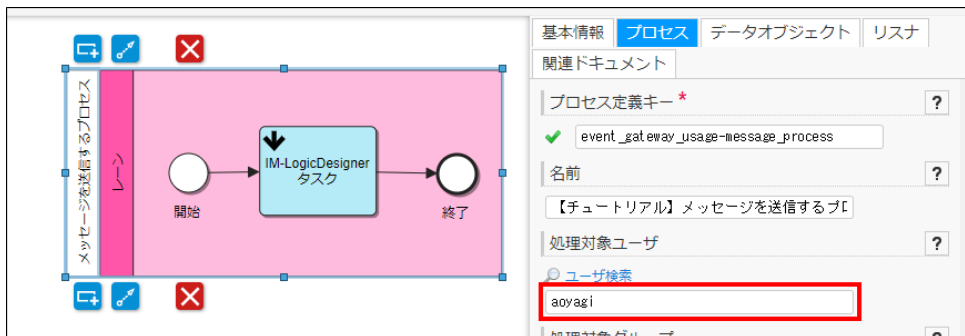 メッセージを送信するプロセス
レーン
開始
IM-LogicDesigner
タスク
終了
基本情報 プロセス データオブジェクト リスナ
関連ドキュメント
プロセス定義キー * ?
event_gateway_usage-message_process
名前 ?
【チュートリアル】メッセージを送信するプロ
処理対象ユーザ ?
ユーザ検索
aoyagi
処理対象グループ ?